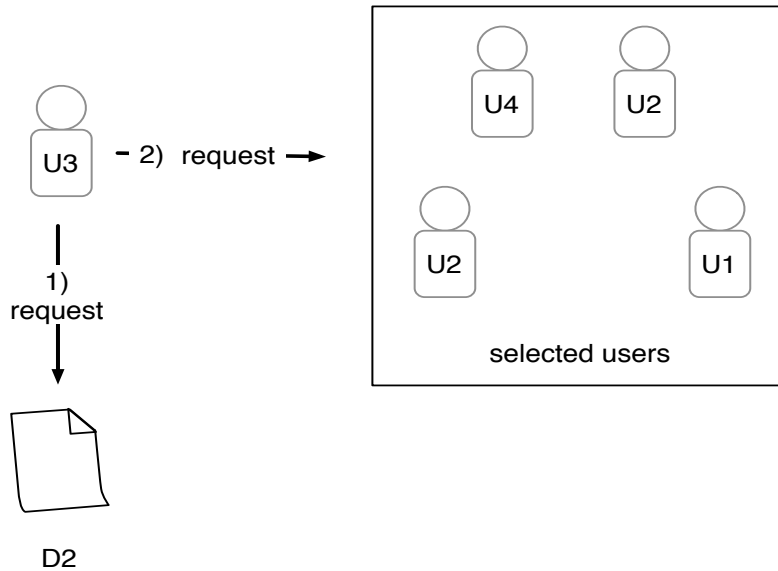 U4
U2
U3
2) request
U2
U1
1)
request
selected users
D2